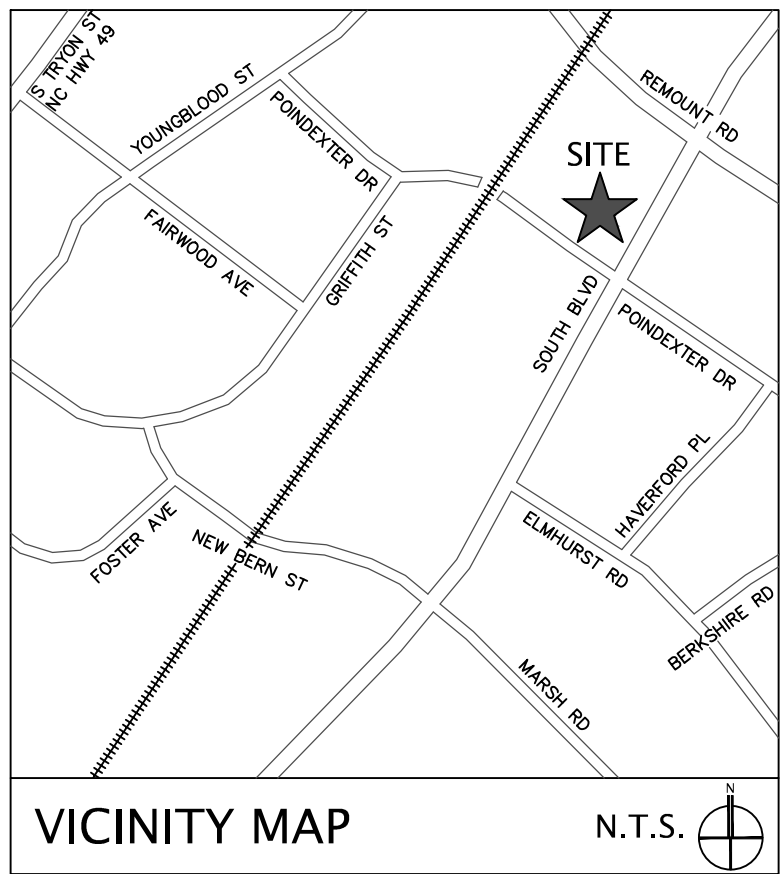 S TRYON ST
NC HWY 49
YOUNGBLOOD ST
REMOUNT RD
POINDEXTER DR
SITE
FAIRWOOD AVE
GRIFFITH ST
SOUTH BLVD
POINDEXTER DR
HAVERFORD PL
FOSTER AVE
NEW BERN ST
ELMHURST RD
BERKSHIRE RD
MARSH RD
VICINITY MAP
N.T.S.
N